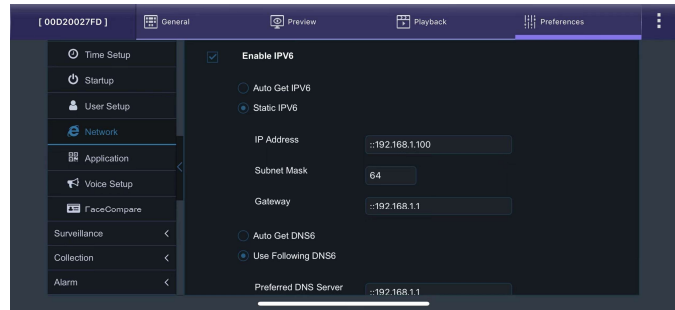 [ 00D20027FD ]
General
Preview
Playback
Preferences
Time Setup
Startup
User Setup
Network
Application
Voice Setup
FaceCompare
Surveillance
Collection
Alarm
Enable IPV6
Auto Get IPV6
Static IPV6
IP Address
::192.168.1.100
Subnet Mask
64
Gateway
::192.168.1.1
Auto Get DNS6
Use Following DNS6
Preferred DNS Server
::192.168.1.1